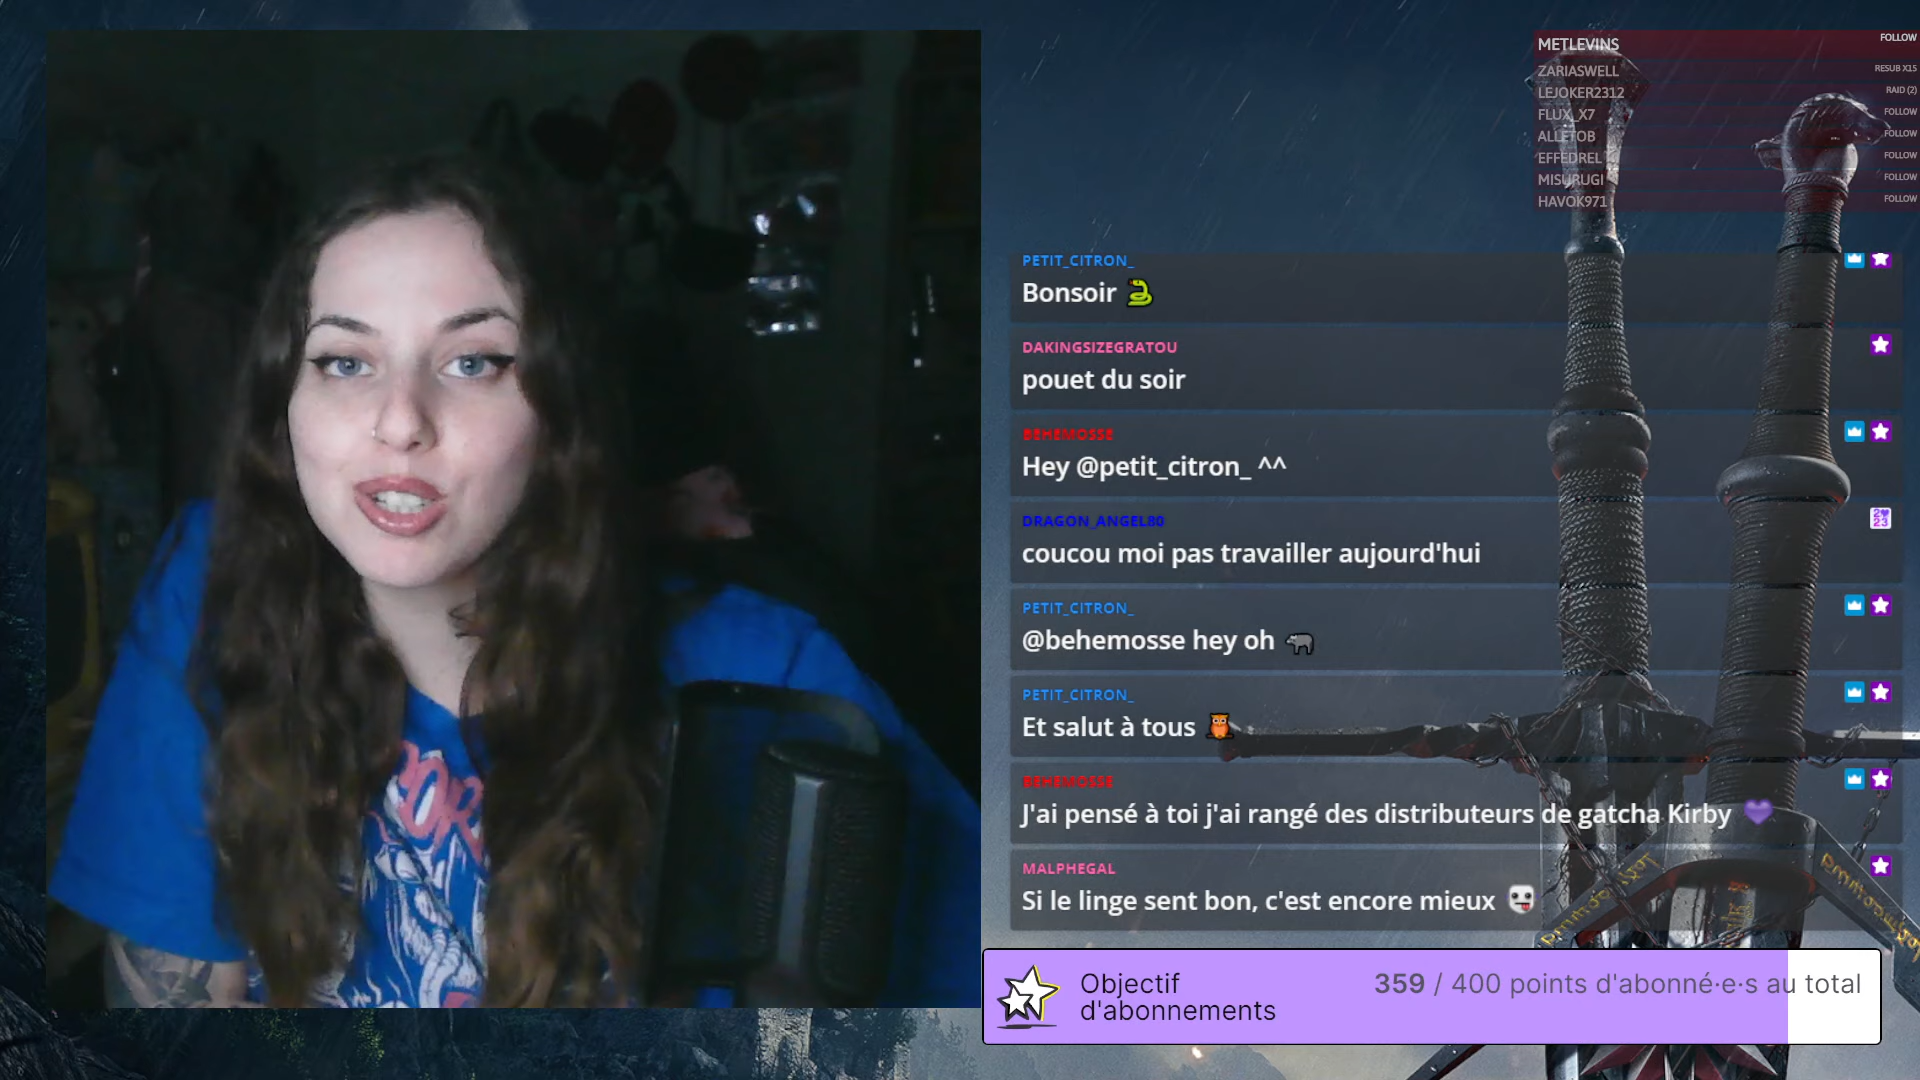 METLEVINS FOLLOW
ZARIASWELL RESUB X15
LEJOKER2312 RAID (2)
FLUX_X7 FOLLOW
ALLETOB FOLLOW
EFFEDREL FOLLOW
MISURUGI FOLLOW
HAVOK971 FOLLOW
PETIT_CITRON_
Bonsoir
DAKINGSIZEGRATOU
pouet du soir
BEHEMOSSE
Hey @petit_citron_ ^^
DRAGON_ANGEL80
2023
coucou moi pas travailler aujourd'hui
PETIT_CITRON_
@behemosse hey oh
PETIT_CITRON_
Et salut à tous
BEHEMOSSE
J'ai pensé à toi j'ai rangé des distributeurs de gatcha Kirby
MALPHEGAL
Si le linge sent bon, c'est encore mieux
Objectif
d'abonnements
359 / 400 points d'abonné·e·s au total